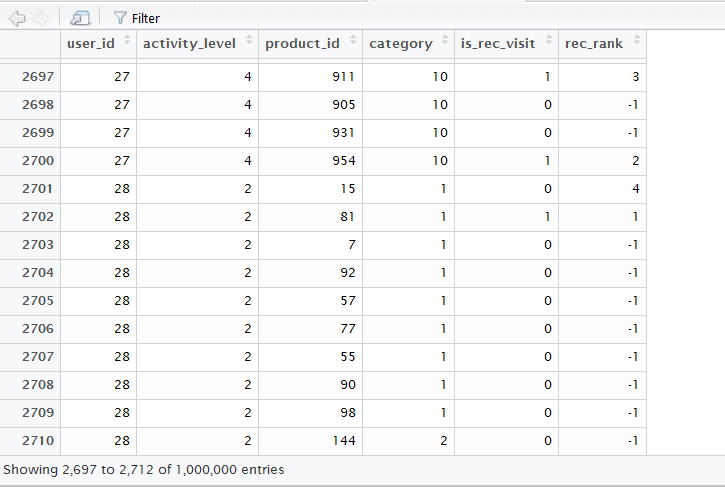 Filter
user_id activity_level product_id category is_rec_visit rec_rank
2697 27 4 911 10 1 3
2698 27 4 905 10 0 -1
2699 27 4 931 10 0 -1
2700 27 4 954 10 1 2
2701 28 2 15 1 0 4
2702 28 2 81 1 1 1
2703 28 2 7 1 0 -1
2704 28 2 92 1 0 -1
2705 28 2 57 1 0 -1
2706 28 2 77 1 0 -1
2707 28 2 55 1 0 -1
2708 28 2 90 1 0 -1
2709 28 2 98 1 0 -1
2710 28 2 144 2 0 -1
Showing 2,697 to 2,712 of 1,000,000 entries